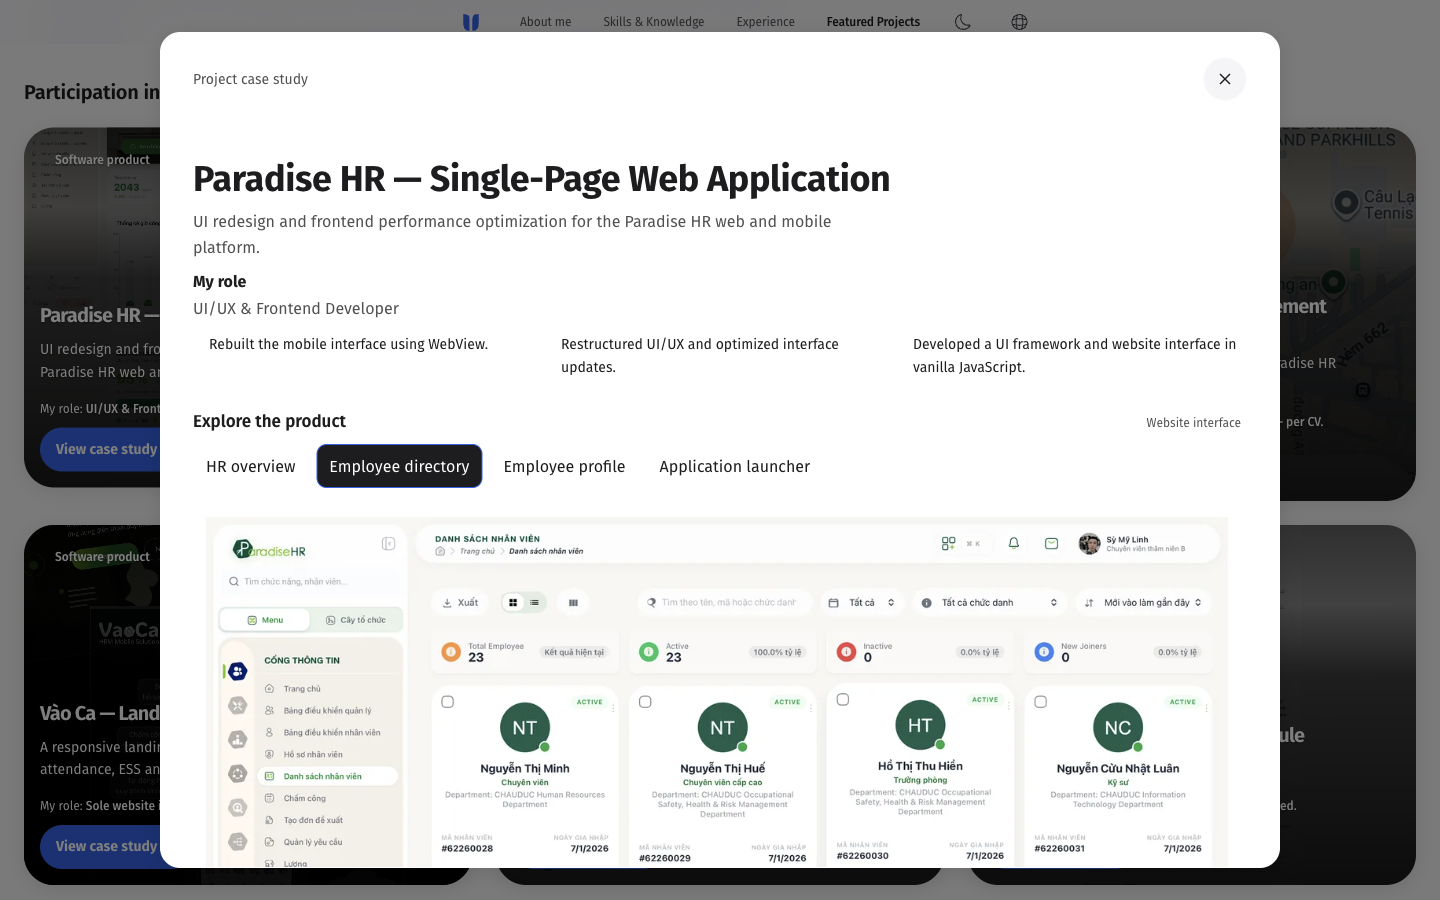 About me
Skills & Knowledge
Experience
Featured Projects
Participation in
Project case study
Software product
Paradise HR — Single-Page Web Application
UI redesign and frontend performance optimization for the Paradise HR web and mobile
platform.
My role
UI/UX & Frontend Developer
Rebuilt the mobile interface using WebView.
Restructured UI/UX and optimized interface
updates.
Developed a UI framework and website interface in
vanilla JavaScript.
Explore the product
Website interface
HR overview
Employee directory
Employee profile
Application launcher
ParadiseHR
Tìm chức năng, nhân viên...
Menu
Cây tổ chức
CỔNG THÔNG TIN
Trang chủ
Bảng điều khiển quản lý
Bảng điều khiển nhân viên
Hồ sơ nhân viên
Danh sách nhân viên
Chấm công
Tạo đơn đề xuất
Quản lý yêu cầu
Lương
DANH SÁCH NHÂN VIÊN
Trang chủ
Danh sách nhân viên
⌘ K
Sỳ Mỹ Linh
Chuyên viên thâm niên B
Xuất
Tìm theo tên, mã hoặc chức danh
Tất cả
Tất cả chức danh
Mới vào làm gần đây
Total Employee
23
Kết quả hiện tại
Active
23
100.0% tỷ lệ
Inactive
0
0.0% tỷ lệ
New Joiners
0
0.0% tỷ lệ
ACTIVE
NT
Nguyễn Thị Minh
Chuyên viên
Department: CHAUDUC Human Resources
Department
MÃ NHÂN VIÊN
NGÀY GIA NHẬP
#62260028
7/1/2026
ACTIVE
NT
Nguyễn Thị Huế
Chuyên viên cấp cao
Department: CHAUDUC Occupational
Safety, Health & Risk Management
Department
MÃ NHÂN VIÊN
NGÀY GIA NHẬP
#62260029
7/1/2026
ACTIVE
HT
Hồ Thị Thu Hiền
Trưởng phòng
Department: CHAUDUC Occupational
Safety, Health & Risk Management
Department
MÃ NHÂN VIÊN
NGÀY GIA NHẬP
#62260030
7/1/2026
ACTIVE
NC
Nguyễn Cửu Nhật Luân
Kỹ sư
Department: CHAUDUC Information
Technology Department
MÃ NHÂN VIÊN
NGÀY GIA NHẬP
#62260031
7/1/2026
2043
Paradise HR —
UI redesign and fro
Paradise HR web an
My role: UI/UX & Front
View case study
Software product
Vào Ca — Land
A responsive landin
attendance, ESS an
My role: Sole website i
View case study
AND PARKHILLS
Câu Lạ
Tennis
ement
adise HR
- per CV.
ule
ed.